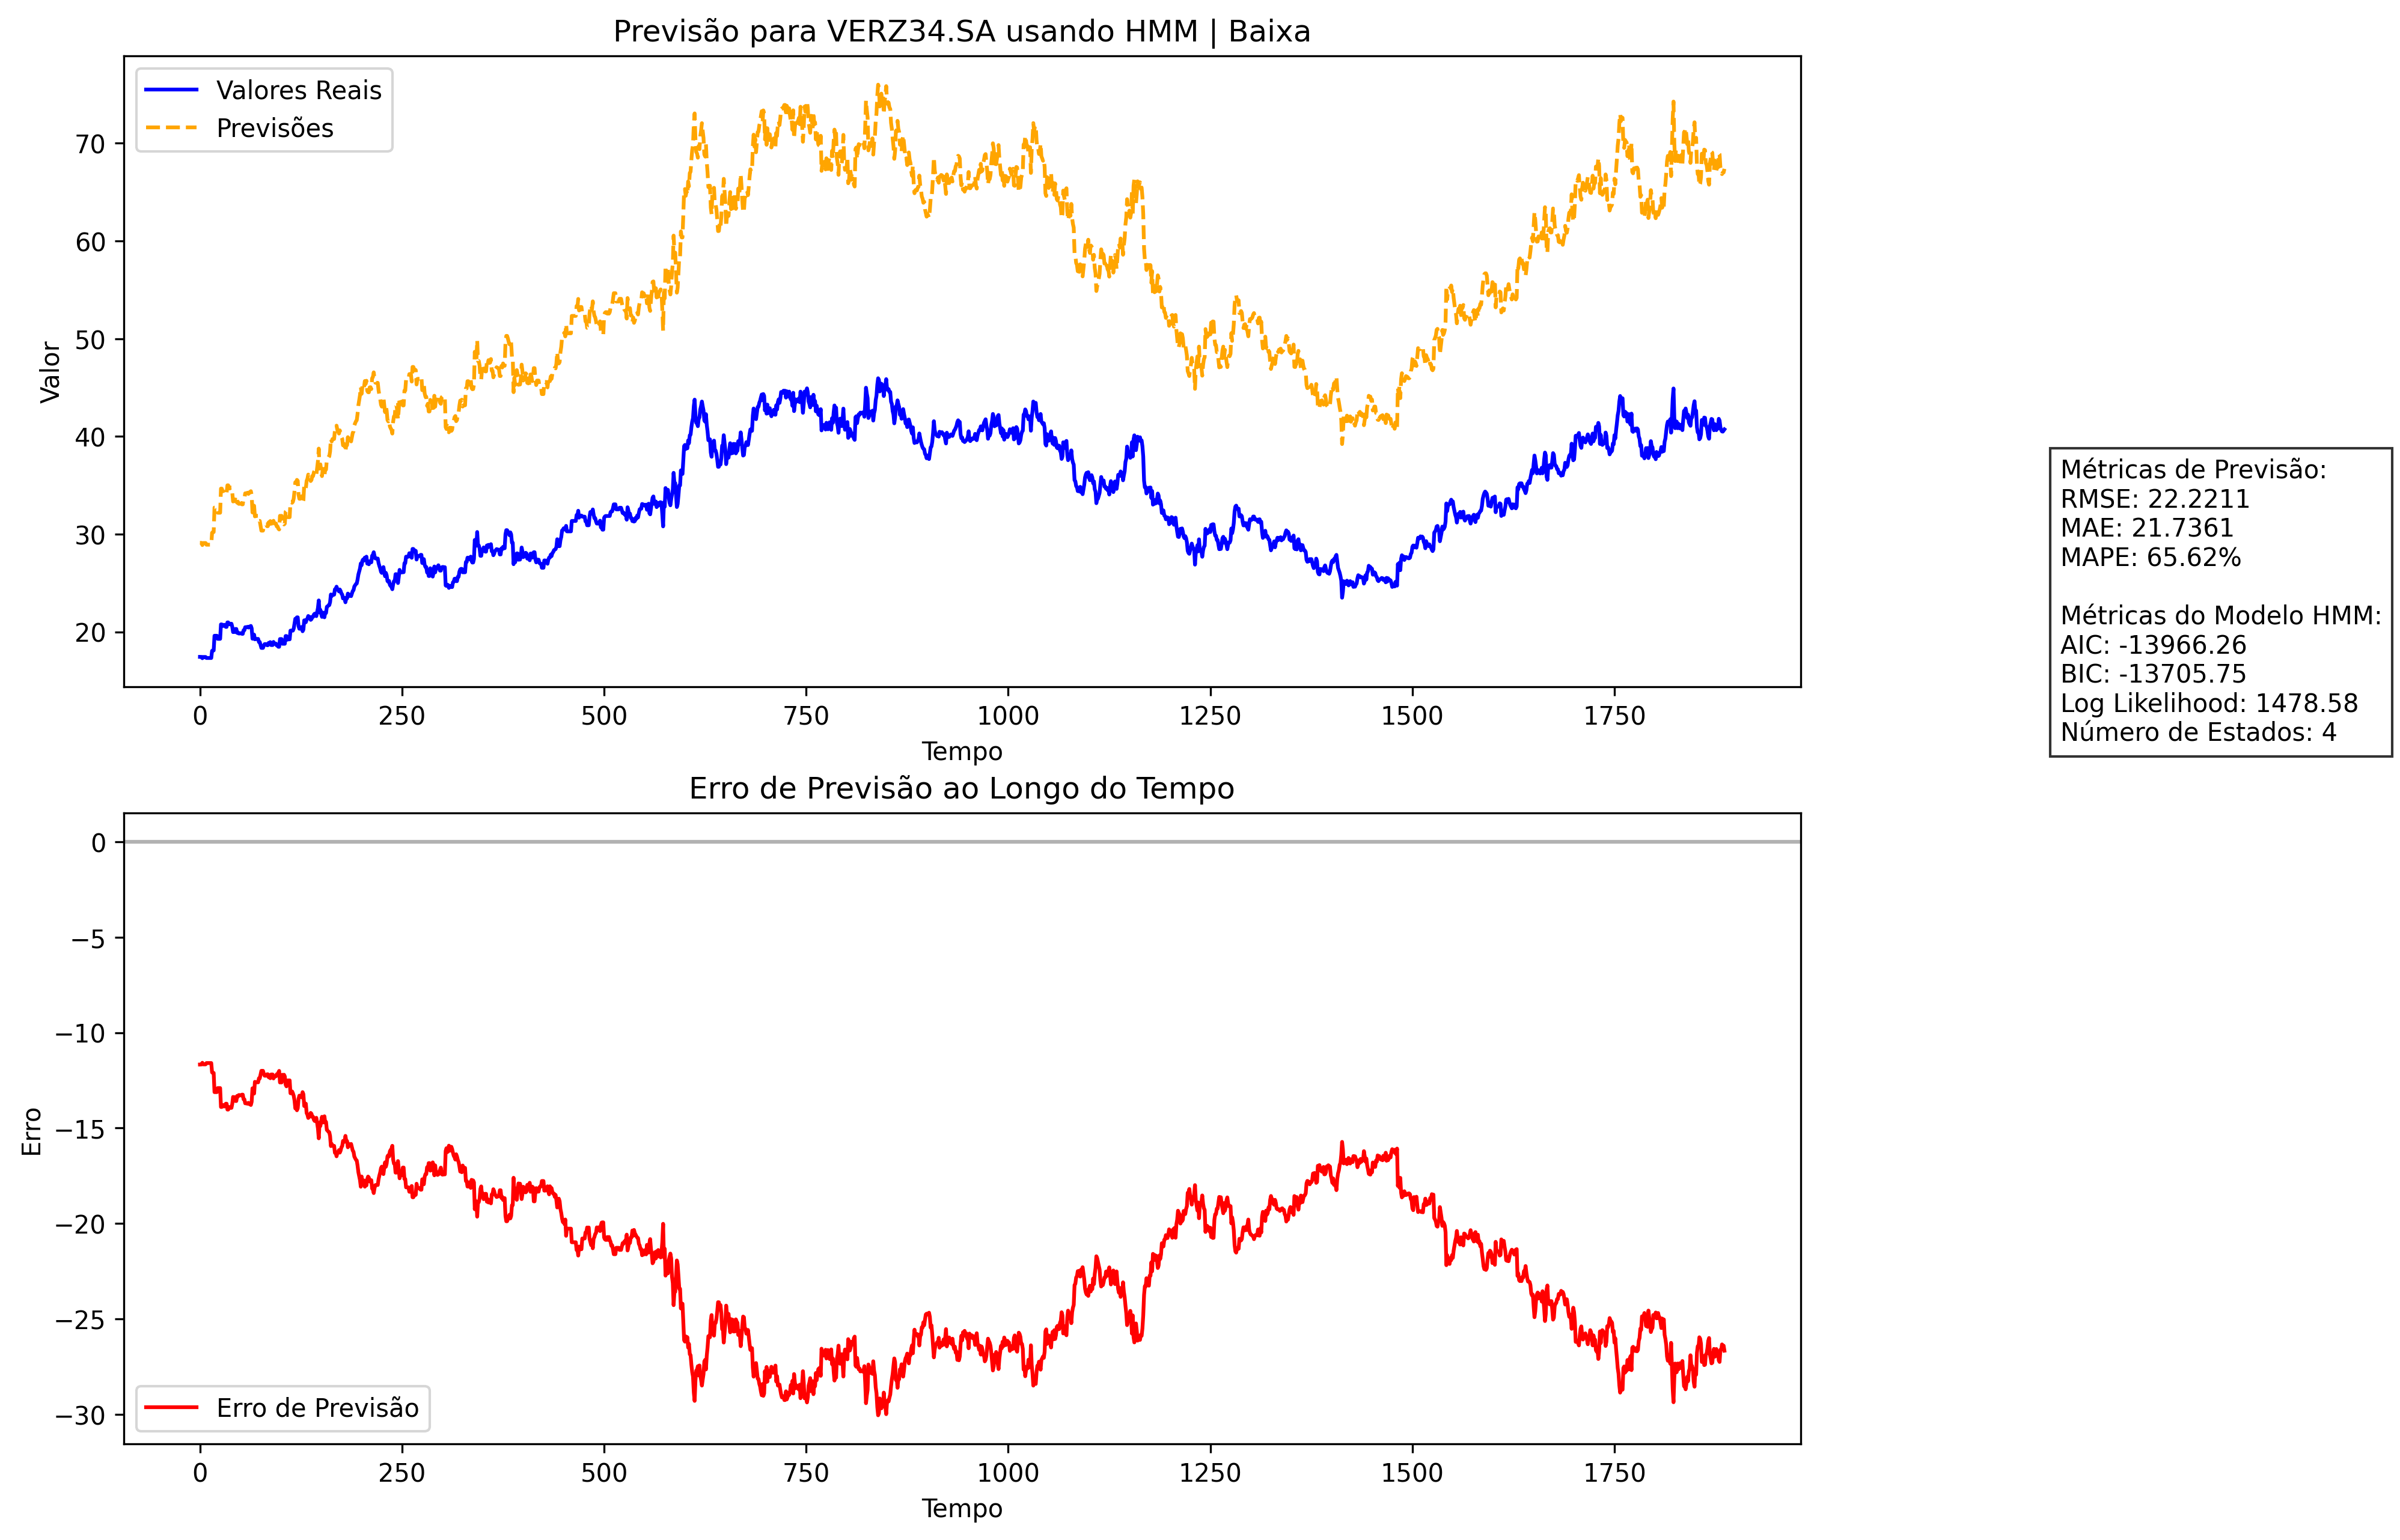 Previsão para VERZ34.SA usando HMM | Baixa
Valores Reais
Previsões
Valor
70
60
50
40
30
20
0
250
500
750
1000
1250
1500
1750
Tempo
Métricas de Previsão:
RMSE: 22.2211
MAE: 21.7361
MAPE: 65.62%
Métricas do Modelo HMM:
AIC: -13966.26
BIC: -13705.75
Log Likelihood: 1478.58
Número de Estados: 4
Erro de Previsão ao Longo do Tempo
Erro
0
−5
−10
−15
−20
−25
−30
Erro de Previsão
0
250
500
750
1000
1250
1500
1750
Tempo